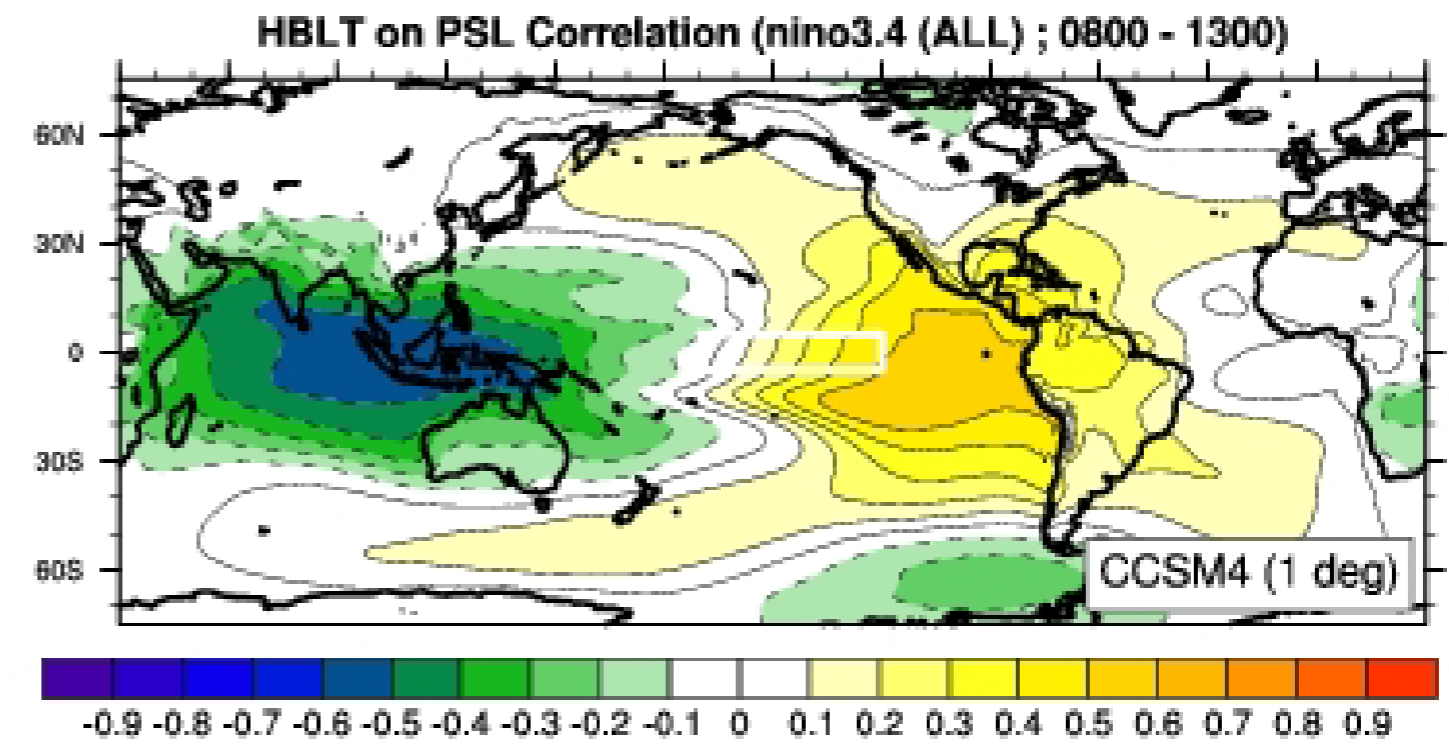 HBLT on PSL Correlation (nino3.4 (ALL) ; 0800 - 1300)
60N
30N
0
30S
60S
CCSM4 (1 deg)
-0.9 -0.8 -0.7 -0.6 -0.5 -0.4 -0.3 -0.2 -0.1 0 0.1 0.2 0.3 0.4 0.5 0.6 0.7 0.8 0.9